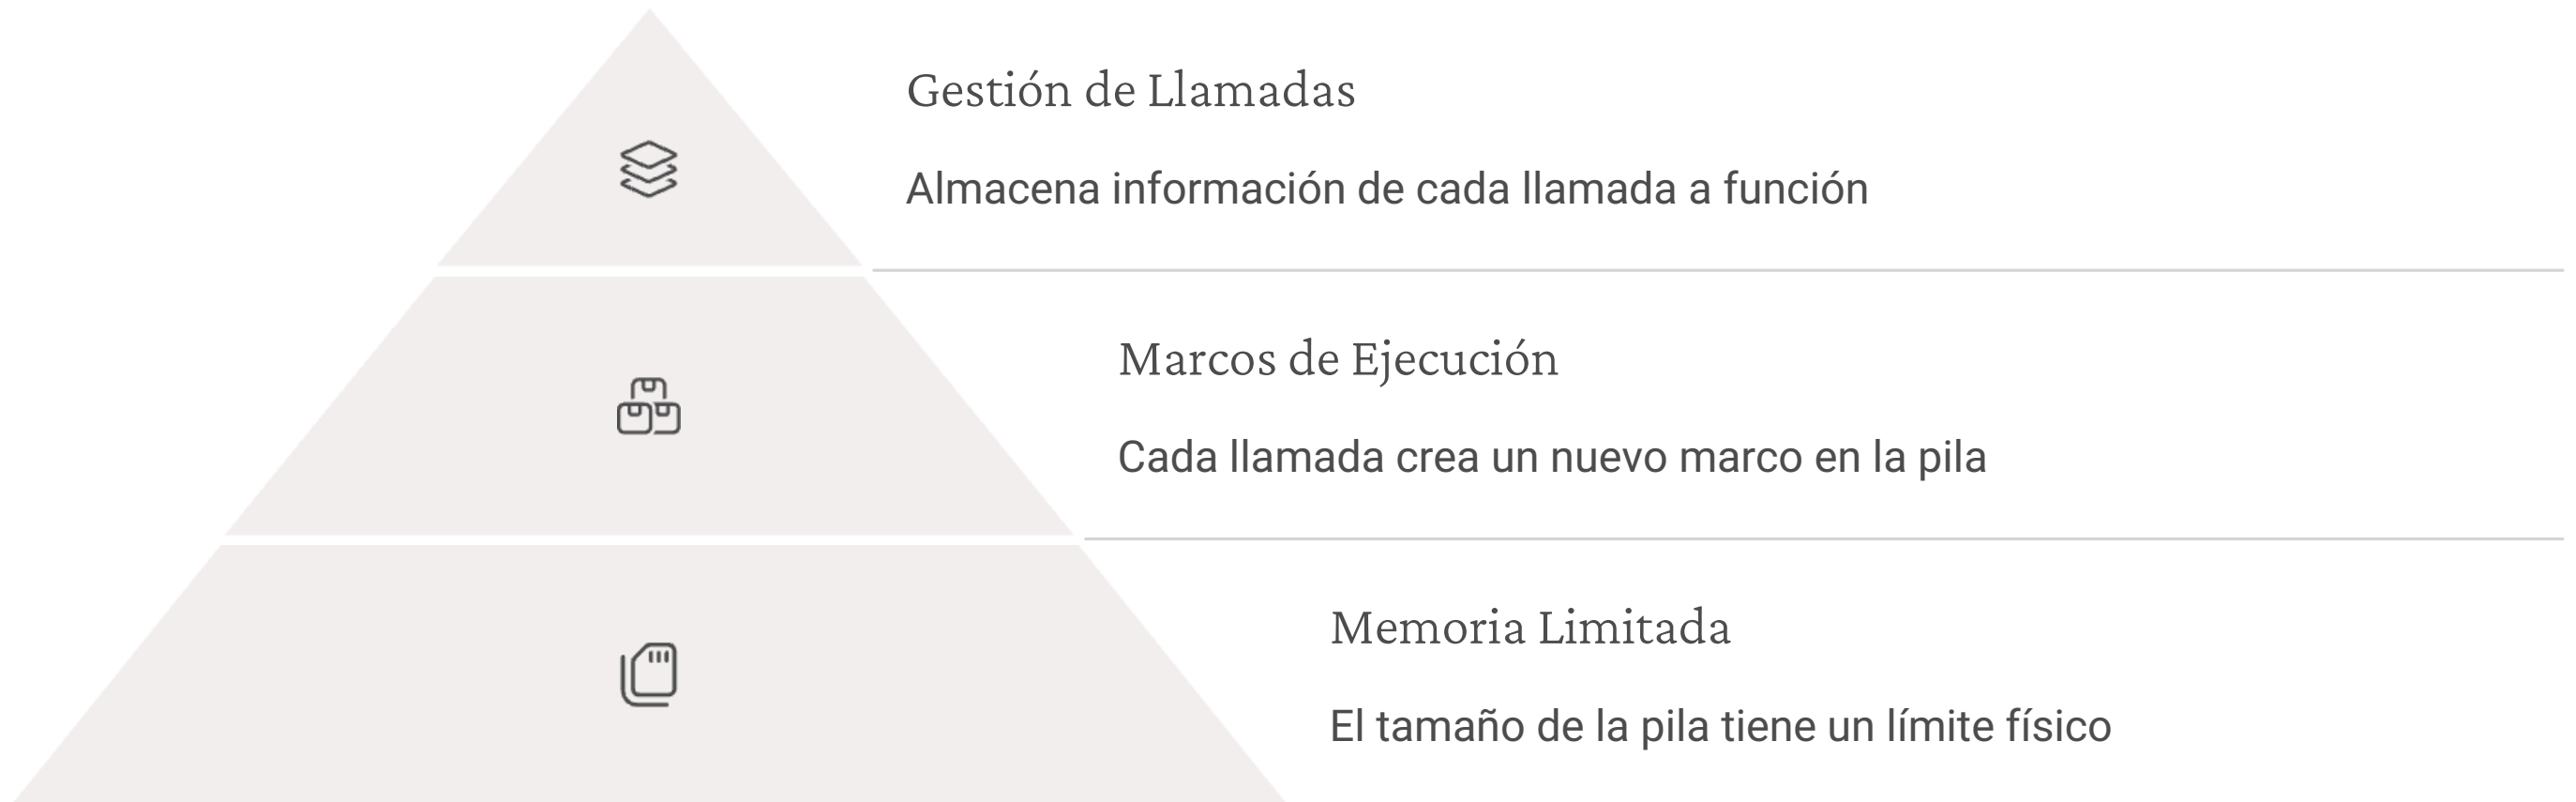 Gestión de Llamadas
Almacena información de cada llamada a función
Marcos de Ejecución
Cada llamada crea un nuevo marco en la pila
Memoria Limitada
El tamaño de la pila tiene un límite físico